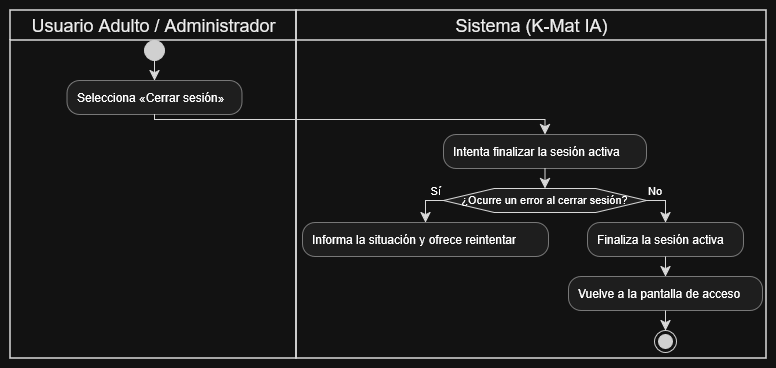 Usuario Adulto / Administrador
Sistema (K-Mat IA)
Selecciona «Cerrar sesión»
Intenta finalizar la sesión activa
¿Ocurre un error al cerrar sesión?
Sí
No
Informa la situación y ofrece reintentar
Finaliza la sesión activa
Vuelve a la pantalla de acceso